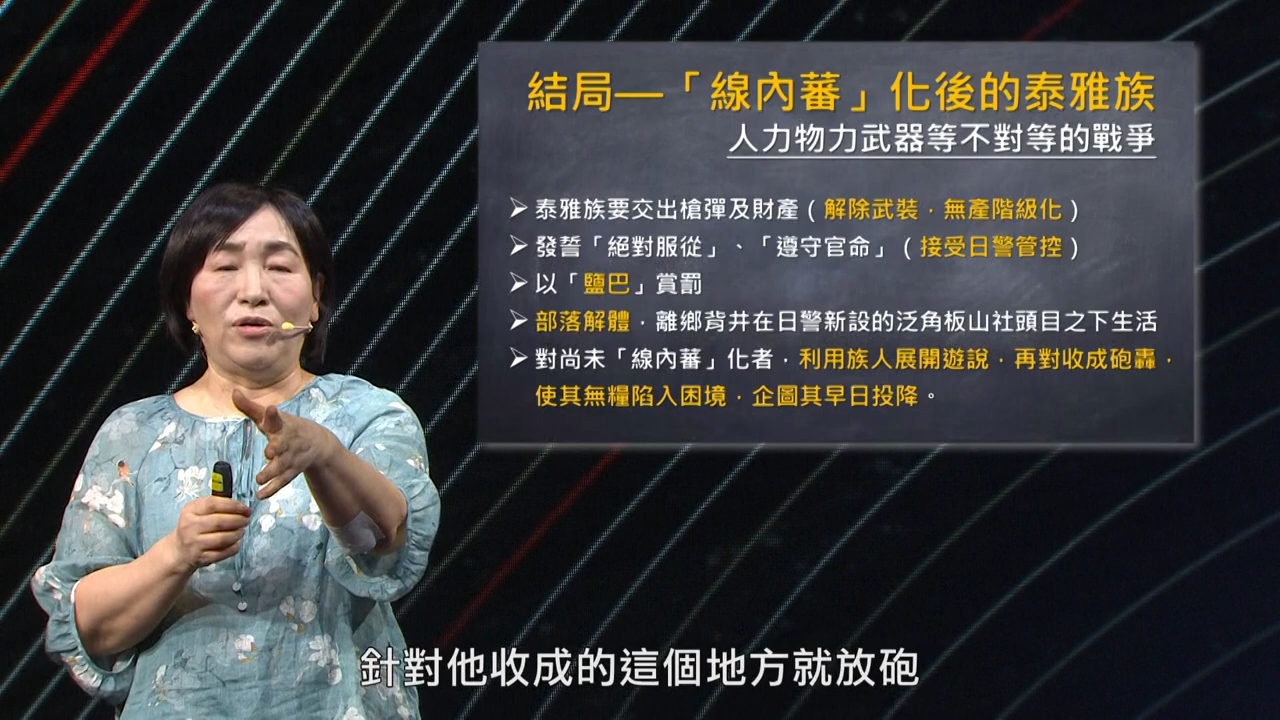 結局—「線內蕃」化後的泰雅族
人力物力武器等不對等的戰爭
➢泰雅族要交出槍彈及財產(解除武裝，無產階級化)
➢發誓「絕對服從」、「遵守官命」(接受日警管控)
➢以「鹽巴」賞罰
➢部落解體，離鄉背井在日警新設的泛角板山社頭目之下生活
➢對尚未「線內蕃」化者，利用族人展開遊說，再對收成砲轟，
使其無糧陷入困境，企圖其早日投降。
針對他收成的這個地方就放砲